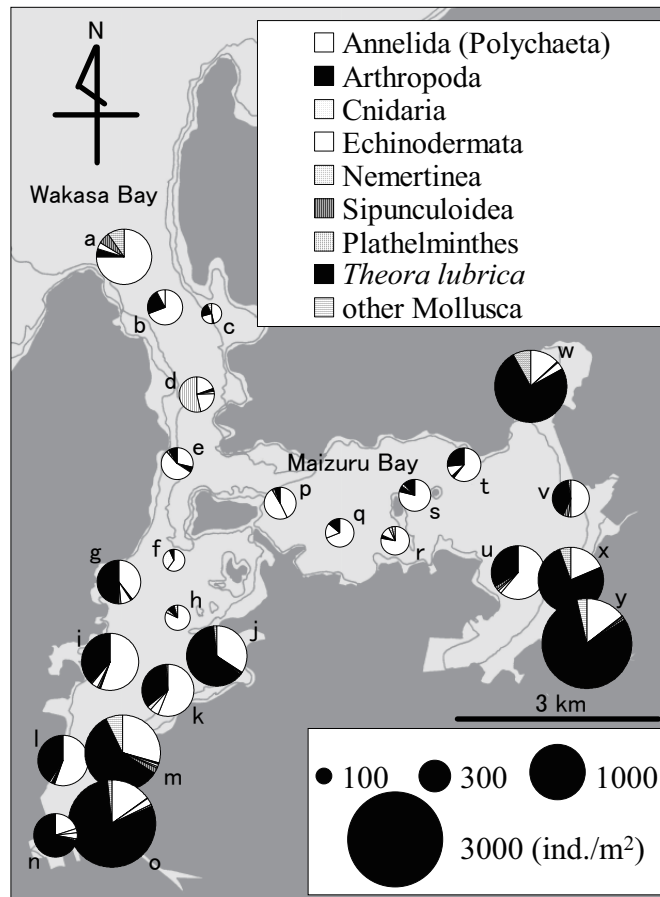 N
Wakasa Bay
Annelida (Polychaeta)
Arthropoda
Cnidaria
Echinodermata
Nemertinea
Sipunculoidea
Plathelminthes
Theora lubrica
other Mollusca
a
b
c
d
e
Maizuru Bay
w
t
v
p
s
q
r
f
g
u
x
h
y
i
j
k
3 km
l
m
n
o
100
300
1000
3000 (ind./m²)